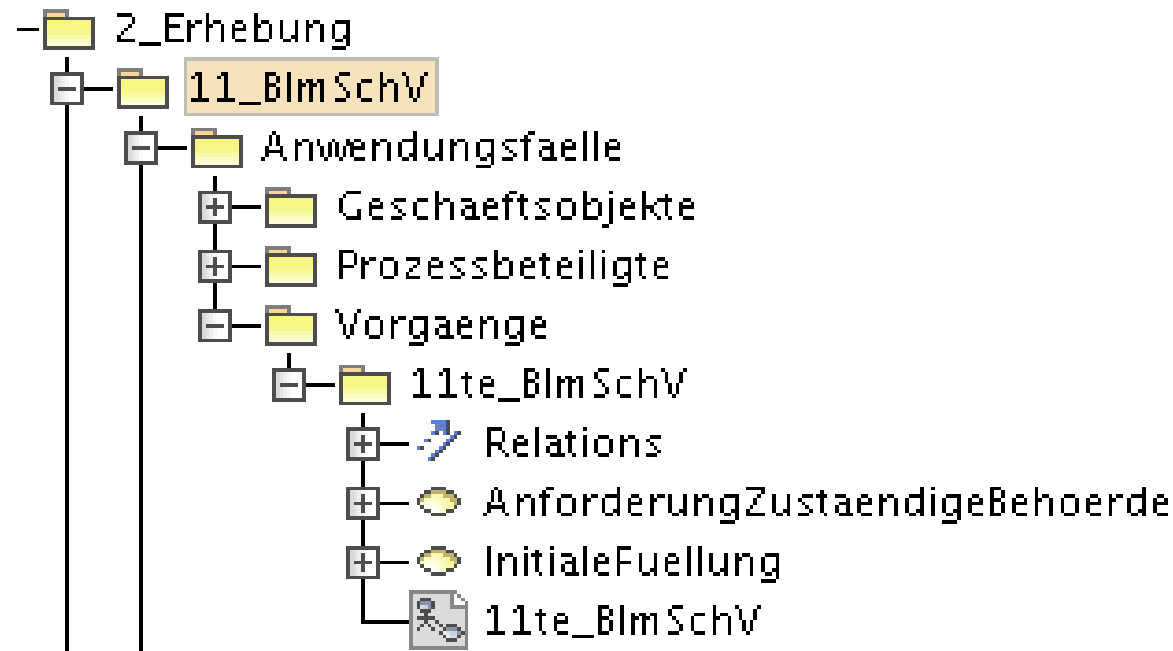 2_Erhebung
11_BImSchV
Anwendungsfaelle
Geschaeftsobjekte
Prozessbeteiligte
Vorgaenge
11te_BImSchV
Relations
AnforderungZustaendigeBehoerde
InitialeFuellung
11te_BImSchV